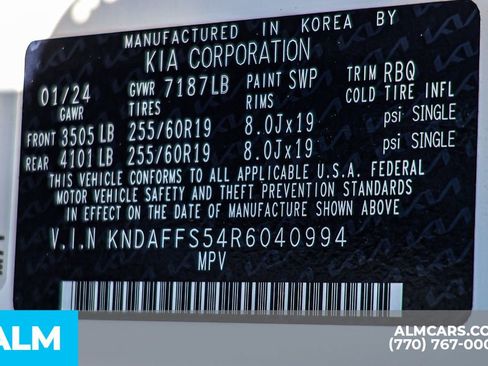 MANUFACTURED IN KOREA BY
KIA CORPORATION
01/24 GVWR 7187LB PAINT SWP TRIM RBQ
GAWR TIRES RIMS COLD TIRE INFL
FRONT 3505 LB 255/60R19 8.0Jx19 psi SINGLE
REAR 4101 LB 255/60R19 8.0Jx19 psi SINGLE
THIS VEHICLE CONFORMS TO ALL APPLICABLE U.S.A. FEDERAL
MOTOR VEHICLE SAFETY AND THEFT PREVENTION STANDARDS
IN EFFECT ON THE DATE OF MANUFACTURE SHOWN ABOVE
V.I.N KNDAFFS54R6040994
MPV
ALM
ALMCARS.CO
(770) 767-000